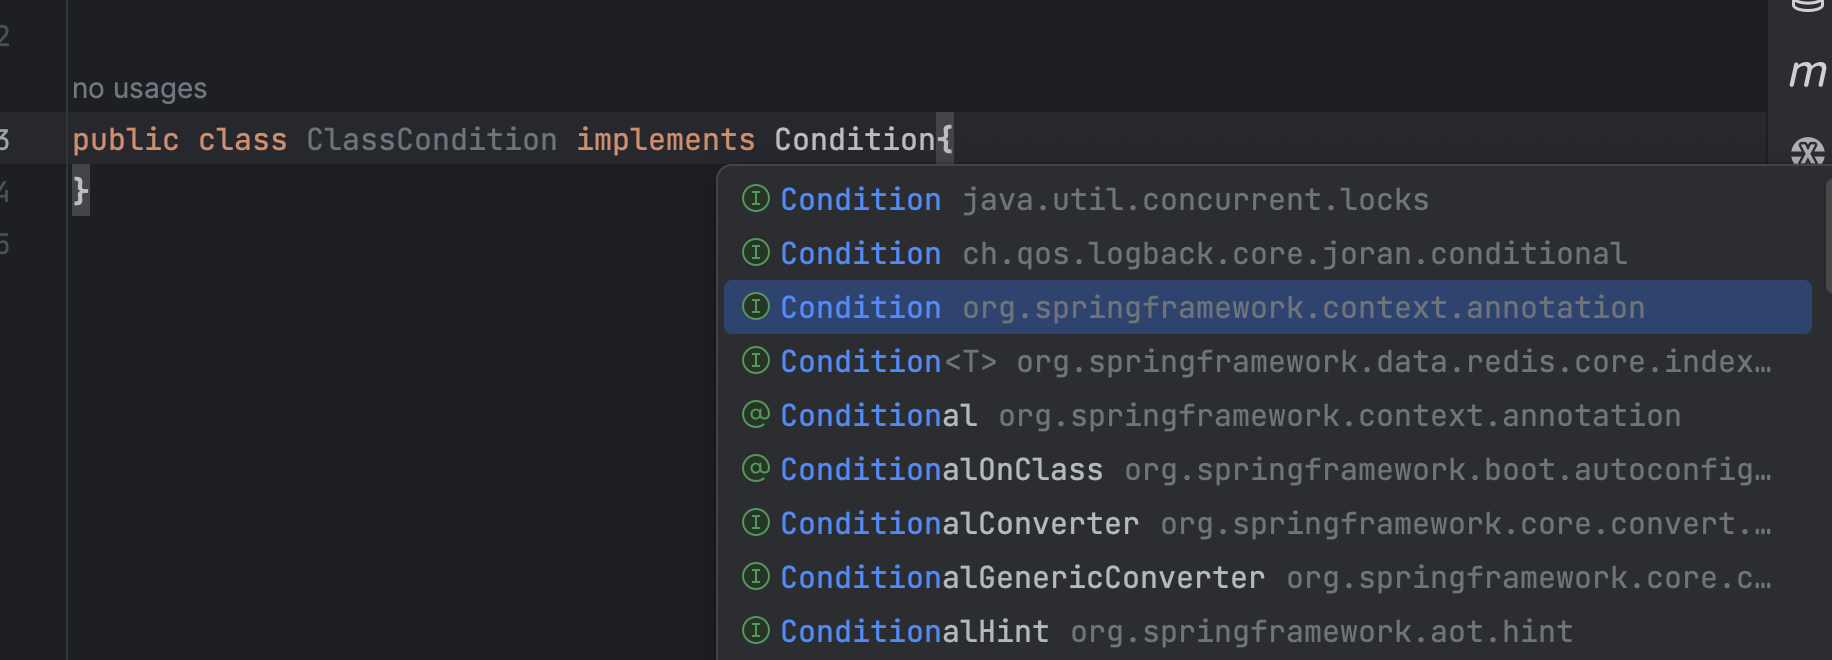 2
no usages
3 public class ClassCondition implements Condition{
4 }
5
Condition java.util.concurrent.locks
Condition ch.qos.logback.core.joran.conditional
Condition org.springframework.context.annotation
Condition<T> org.springframework.data.redis.core.index…
@ Conditional org.springframework.context.annotation
@ ConditionalOnClass org.springframework.boot.autoconfig…
ConditionalConverter org.springframework.core.convert.…
ConditionalGenericConverter org.springframework.core.c…
ConditionalHint org.springframework.aot.hint
m